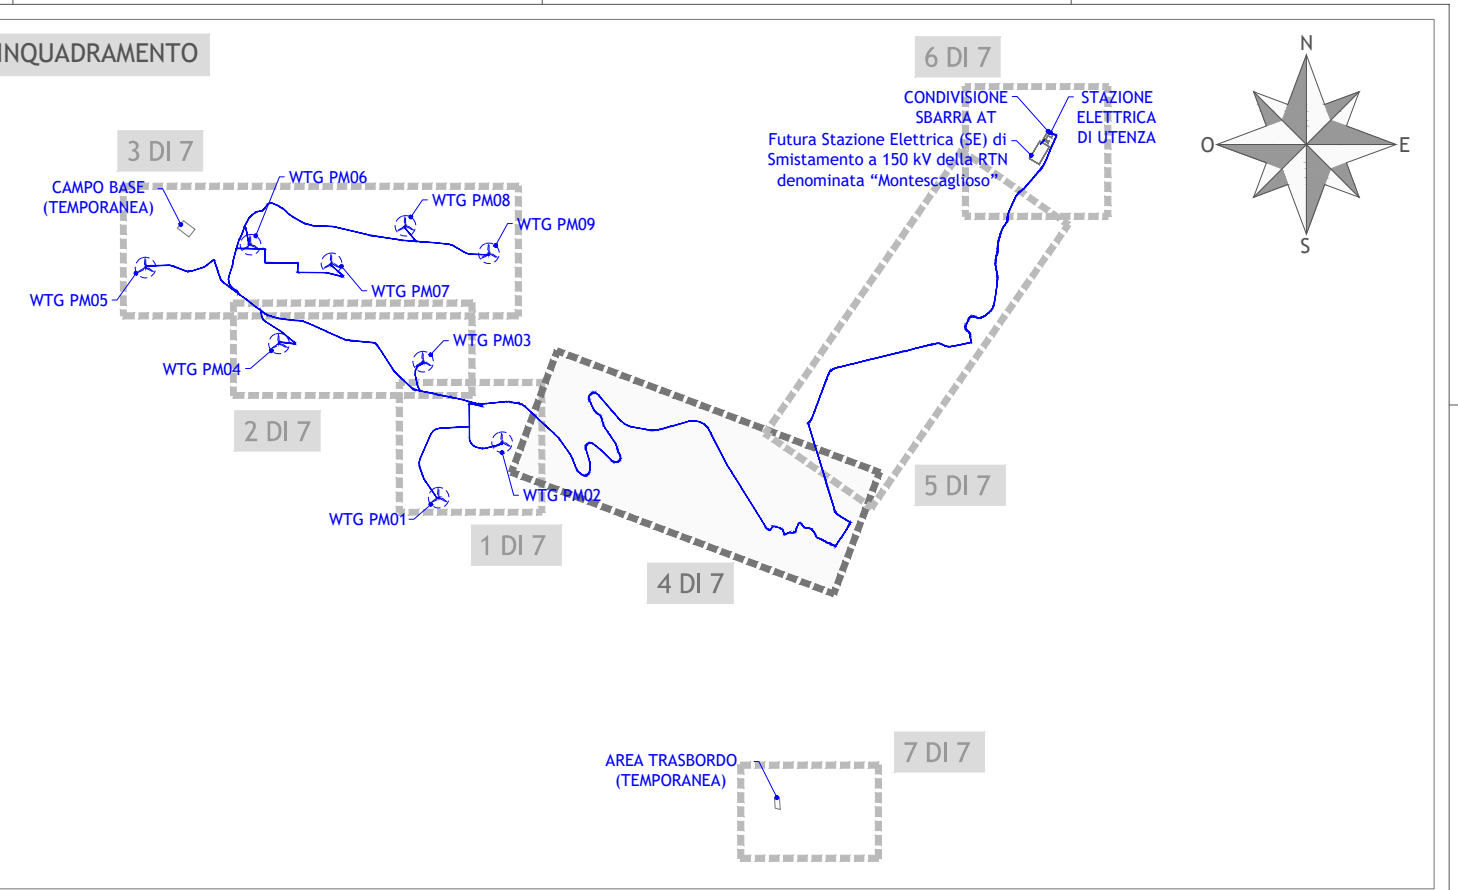 INQUADRAMENTO
6 DI 7
N
O
E
S
CONDIVISIONE
SBARRA AT
STAZIONE
ELETTRICA
DI UTENZA
Futura Stazione Elettrica (SE) di
Smistamento a 150 kV della RTN
denominata “Montescaglioso”
3 DI 7
CAMPO BASE
(TEMPORANEA)
WTG PM06
WTG PM08
WTG PM09
WTG PM05
WTG PM07
WTG PM03
WTG PM04
2 DI 7
WTG PM02
WTG PM01
1 DI 7
5 DI 7
4 DI 7
AREA TRASBORDO
(TEMPORANEA)
7 DI 7